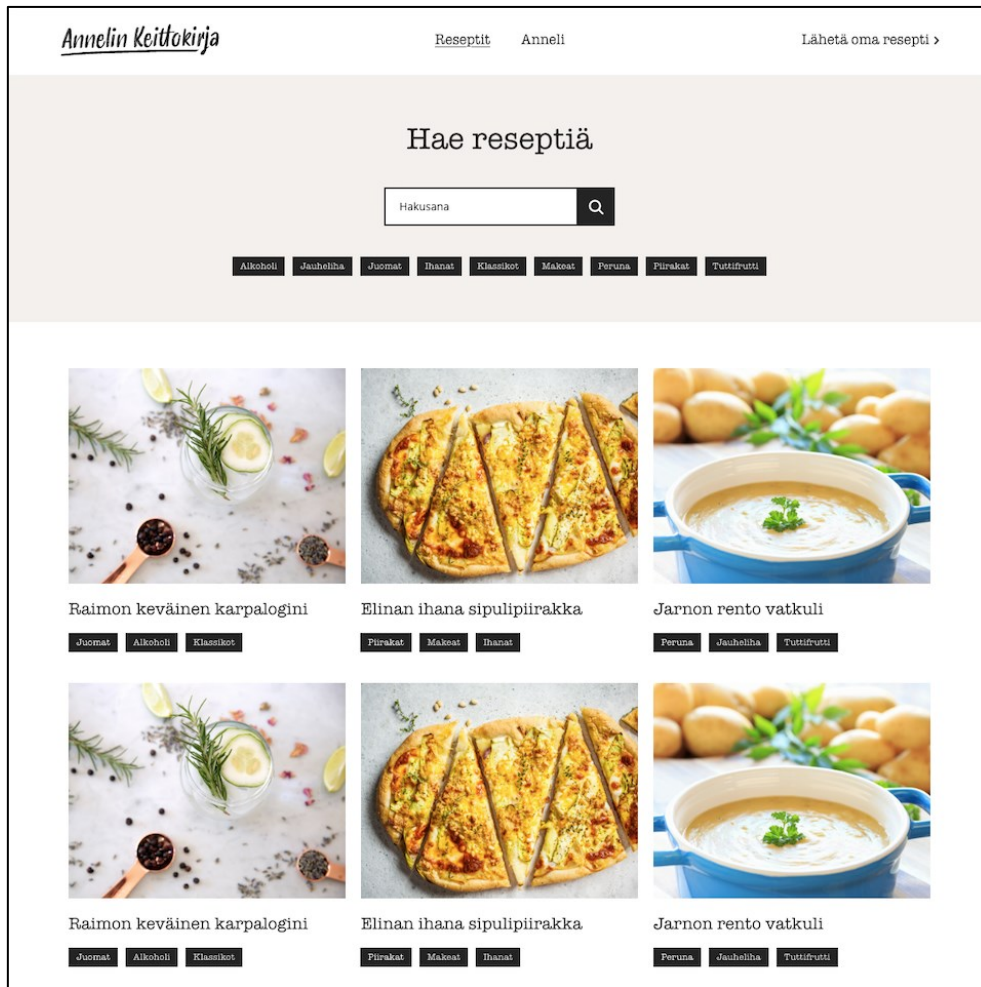 Annelin Keittokirja
Reseptit Anneli
Lähetä oma resepti ›
Hae reseptiä
Hakusana
Alkoholi Jauheliha Juomat Ihanat Klassikot Makeat Peruna Piirakat Tuttifrutti
Raimon keväinen karpalogini
Juomat Alkoholi Klassikot
Elinan ihana sipulipiirakka
Piirakat Makeat Ihanat
Jarnon rento vatkuli
Peruna Jauheliha Tuttifrutti
Raimon keväinen karpalogini
Juomat Alkoholi Klassikot
Elinan ihana sipulipiirakka
Piirakat Makeat Ihanat
Jarnon rento vatkuli
Peruna Jauheliha Tuttifrutti